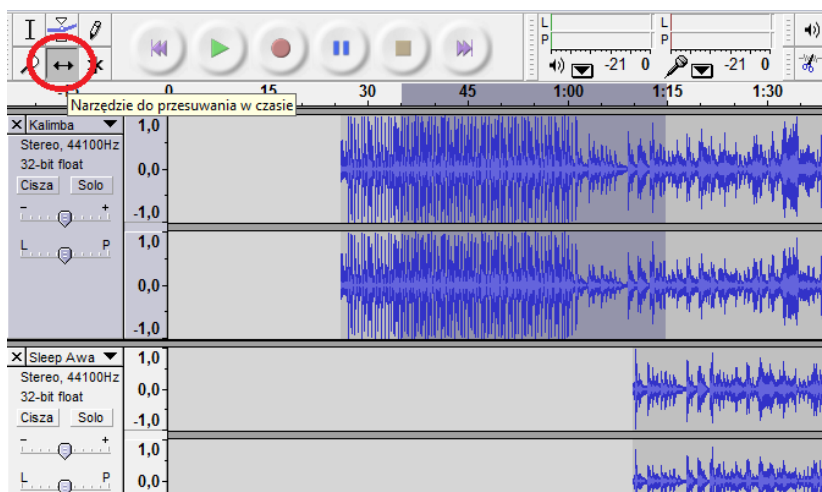 L L
P P
-21 0 -21 0
0 15 30 45 1:00 1:15 1:30
Narzędzie do przesuwania w czasie
X Kalimba 1,0
Stereo, 44100Hz
32-bit float 0,0
Cisza Solo
- + -1,0
L P 1,0
0,0
-1,0
X Sleep Awa 1,0
Stereo, 44100Hz
32-bit float 0,0
Cisza Solo -1,0
- + 1,0
L P 0,0